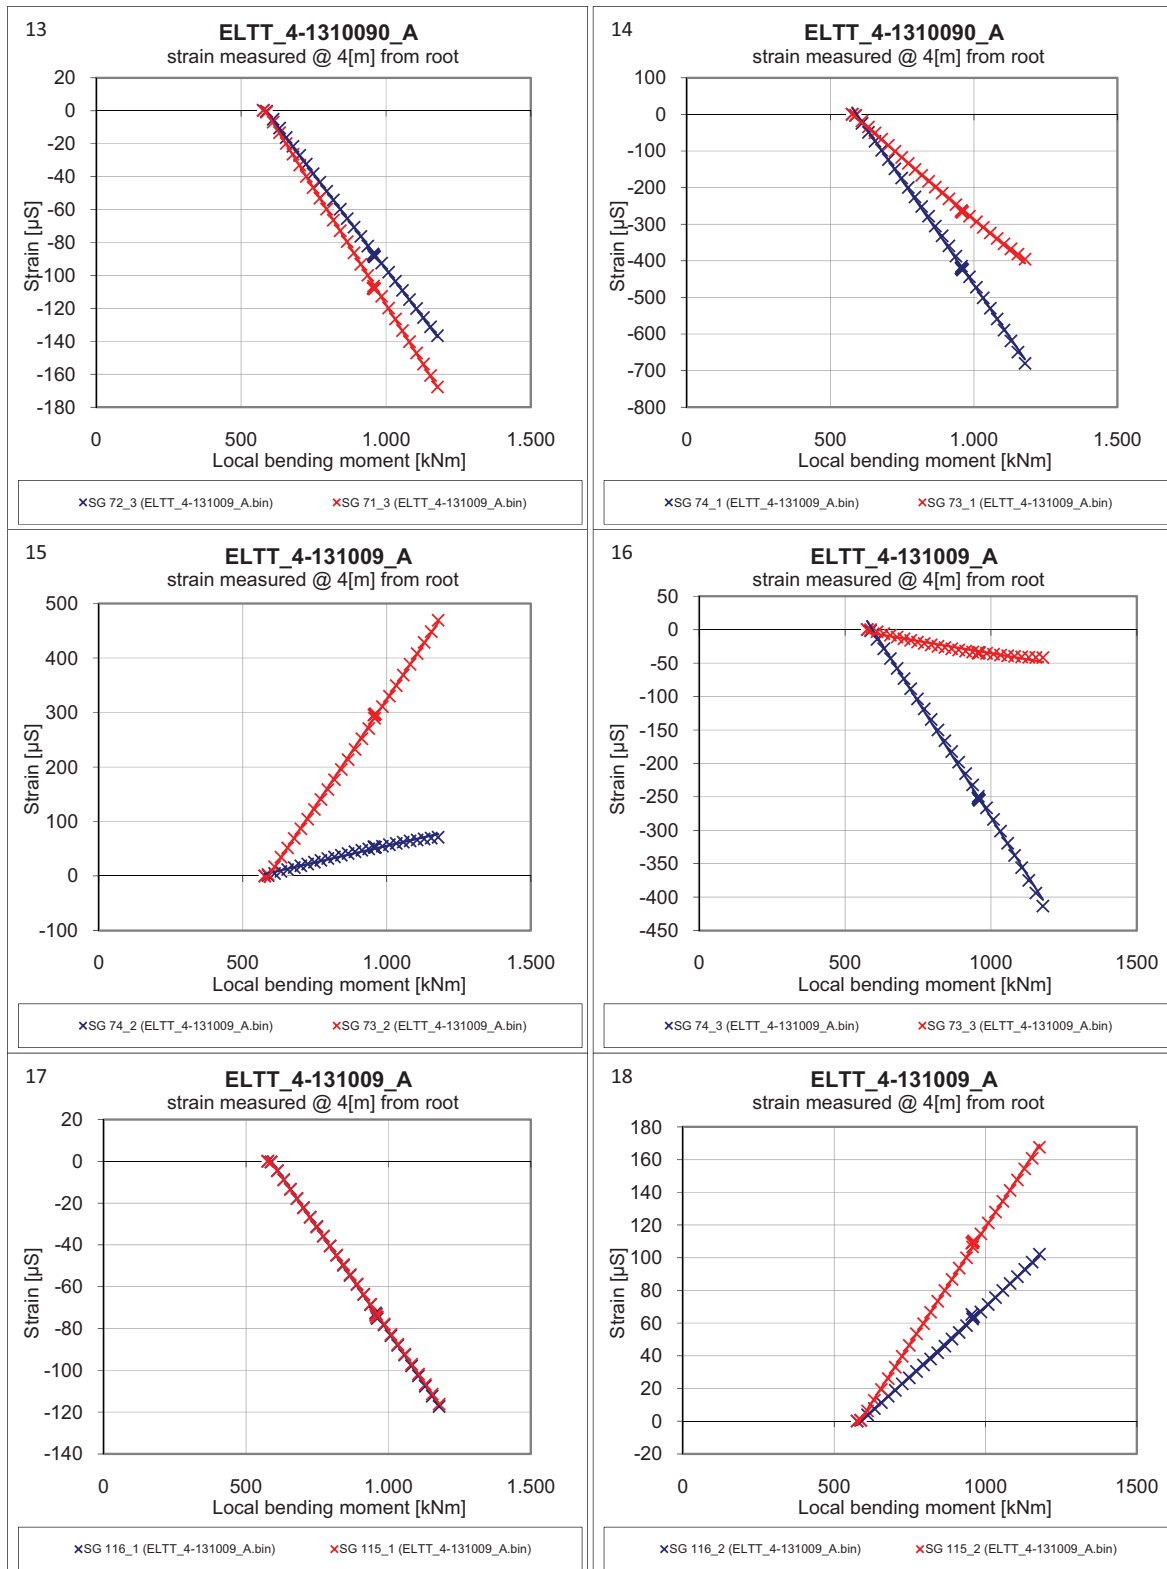 13
ELTT_4-1310090_A
strain measured @ 4[m] from root
20
0
-20
-40
-60
-80
-100
-120
-140
-160
-180
Strain [µS]
0 500 1.000 1.500
Local bending moment [kNm]
SG 72_3 (ELTT_4-131009_A.bin) SG 71_3 (ELTT_4-131009_A.bin)
14
ELTT_4-1310090_A
strain measured @ 4[m] from root
100
0
-100
-200
-300
-400
-500
-600
-700
-800
Strain [µS]
0 500 1.000 1.500
Local bending moment [kNm]
SG 74_1 (ELTT_4-131009_A.bin) SG 73_1 (ELTT_4-131009_A.bin)
15
ELTT_4-131009_A
strain measured @ 4[m] from root
500
400
300
200
100
0
-100
Strain [µS]
0 500 1.000 1.500
Local bending moment [kNm]
SG 74_2 (ELTT_4-131009_A.bin) SG 73_2 (ELTT_4-131009_A.bin)
16
ELTT_4-131009_A
strain measured @ 4[m] from root
50
0
-50
-100
-150
-200
-250
-300
-350
-400
-450
Strain [µS]
0 500 1000 1500
Local bending moment [kNm]
SG 74_3 (ELTT_4-131009_A.bin) SG 73_3 (ELTT_4-131009_A.bin)
17
ELTT_4-131009_A
strain measured @ 4[m] from root
20
0
-20
-40
-60
-80
-100
-120
-140
Strain [µS]
0 500 1.000 1.500
Local bending moment [kNm]
SG 116_1 (ELTT_4-131009_A.bin) SG 115_1 (ELTT_4-131009_A.bin)
18
ELTT_4-131009_A
strain measured @ 4[m] from root
180
160
140
120
100
80
60
40
20
0
-20
Strain [µS]
0 500 1000 1500
Local bending moment [kNm]
SG 116_2 (ELTT_4-131009_A.bin) SG 115_2 (ELTT_4-131009_A.bin)